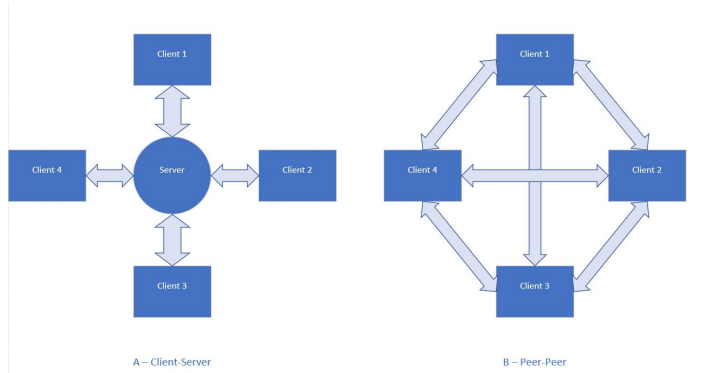 Client 1
Client 4
Server
Client 2
Client 3
A – Client-Server
Client 1
Client 4
Client 2
Client 3
B – Peer-Peer